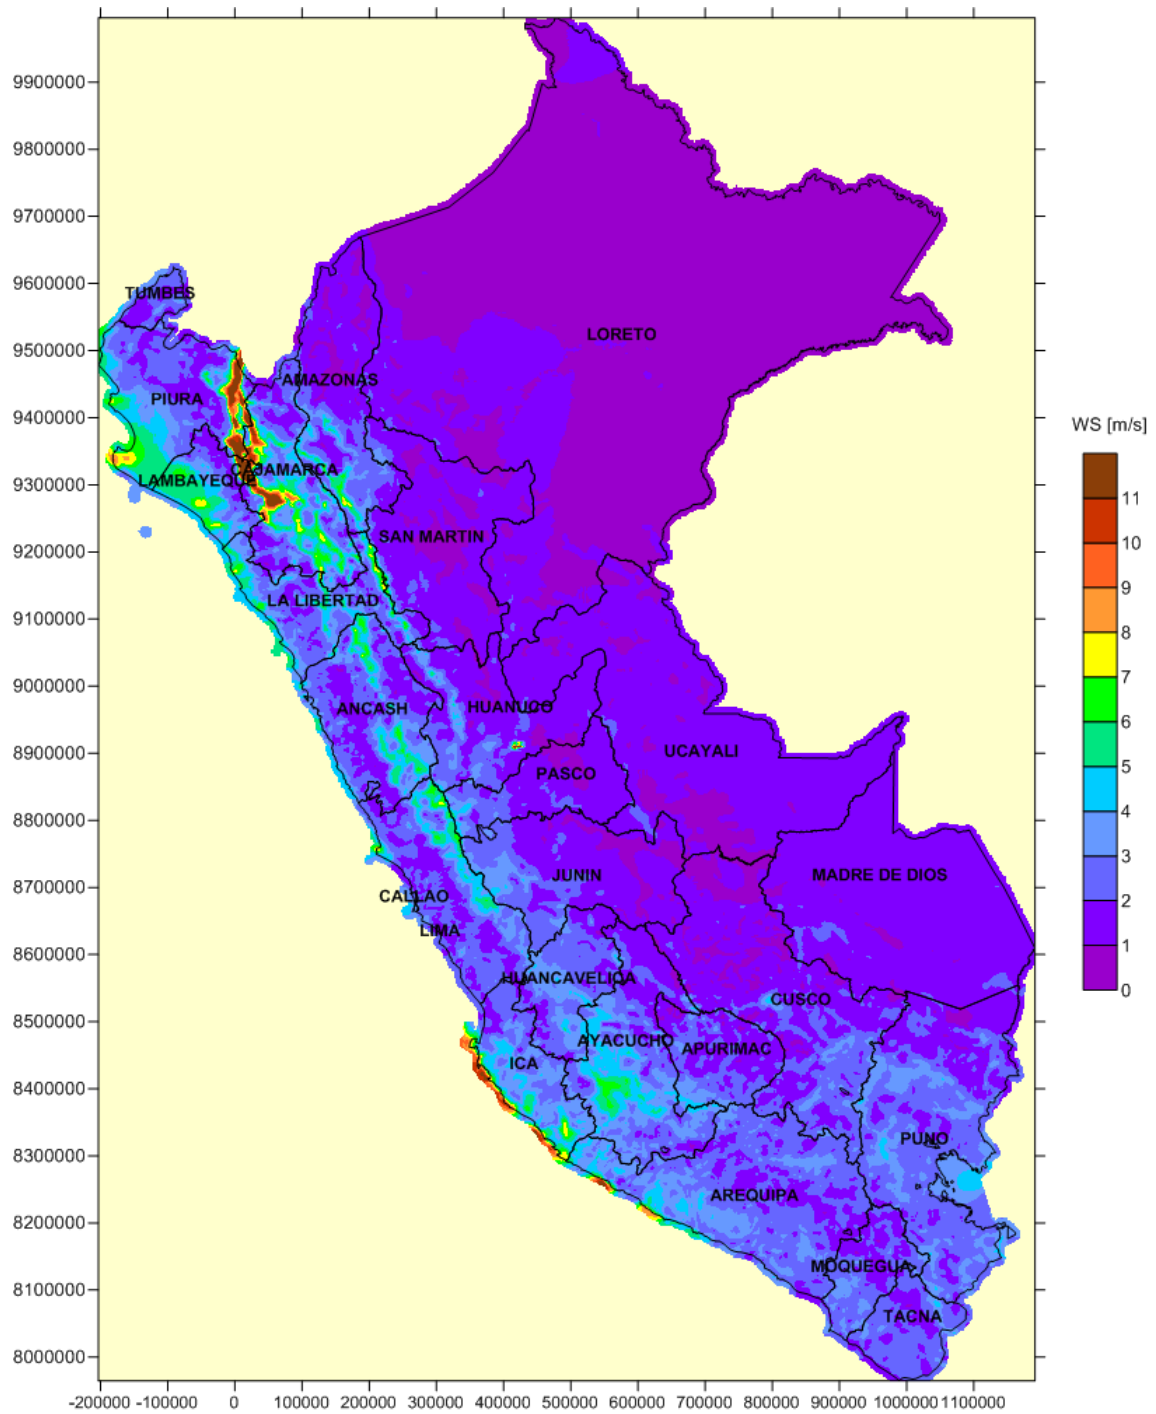 9900000
9800000
9700000
9600000
TUMBES
LORETO
9500000
AMAZONAS
PIURA
9400000
WS [m/s]
CAJAMARCA
LAMBAYEQUE
9300000
11
SAN MARTIN
10
9200000
9
LA LIBERTAD
8
9100000
7
9000000
6
ANCASH
HUANUCO
8900000
UCAYALI
5
PASCO
4
8800000
3
JUNIN
MADRE DE DIOS
8700000
CALLAO
2
LIMA
1
8600000
HUANCAVELICA
0
CUSCO
8500000
AYACUCHO
APURIMAC
ICA
8400000
PUNO
8300000
AREQUIPA
8200000
MOQUEGUA
8100000
TACNA
8000000
-200000 -100000 0 100000 200000 300000 400000 500000 600000 700000 800000 900000 1000000 1100000